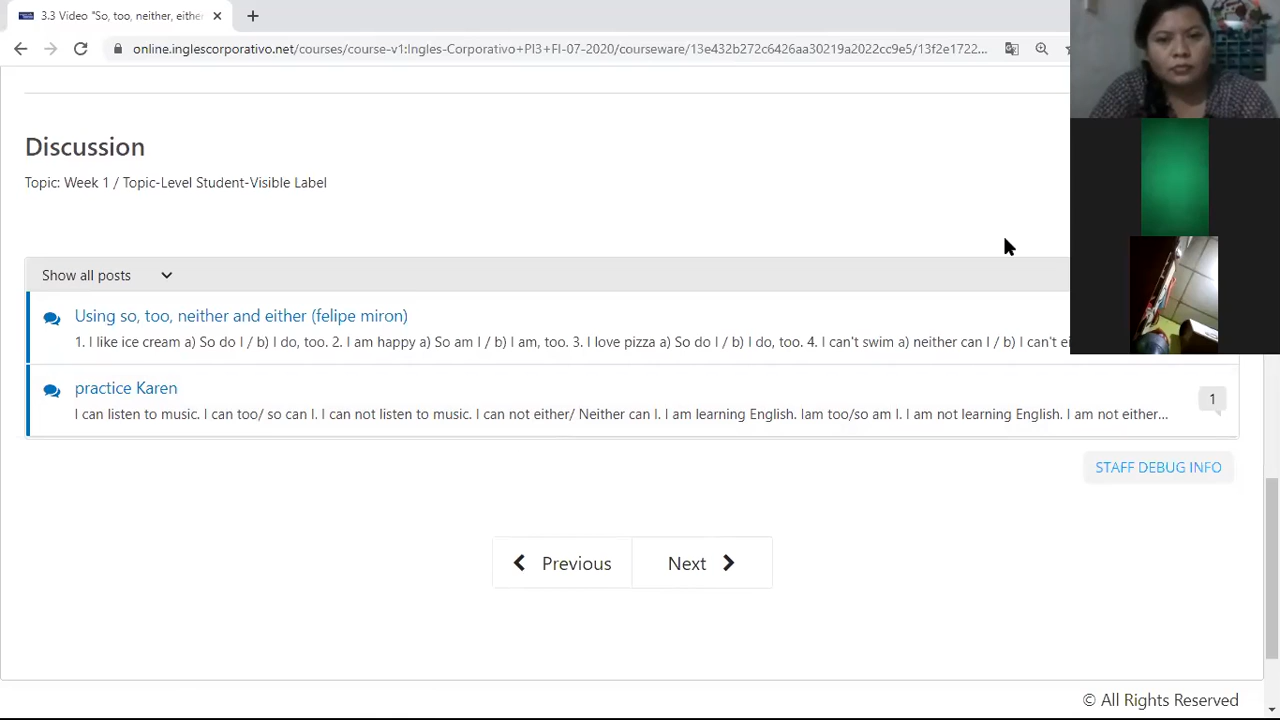 3.3 Video "So, too, neither, either
online.inglescorporativo.net/courses/course-v1:Ingles-Corporativo+PI3+FI-07-2020/courseware/13e432b272c6426aa30219a2022cc9e5/13f2e1722...
Discussion
Topic: Week 1 / Topic-Level Student-Visible Label
Show all posts
Using so, too, neither and either (felipe miron)
1. I like ice cream a) So do I / b) I do, too. 2. I am happy a) So am I / b) I am, too. 3. I love pizza a) So do I / b) I do, too. 4. I can't swim a) neither can I / b) I can't ei
practice Karen
I can listen to music. I can too/ so can I. I can not listen to music. I can not either/ Neither can I. I am learning English. Iam too/so am I. I am not learning English. I am not either...
1
STAFF DEBUG INFO
Previous
Next
© All Rights Reserved